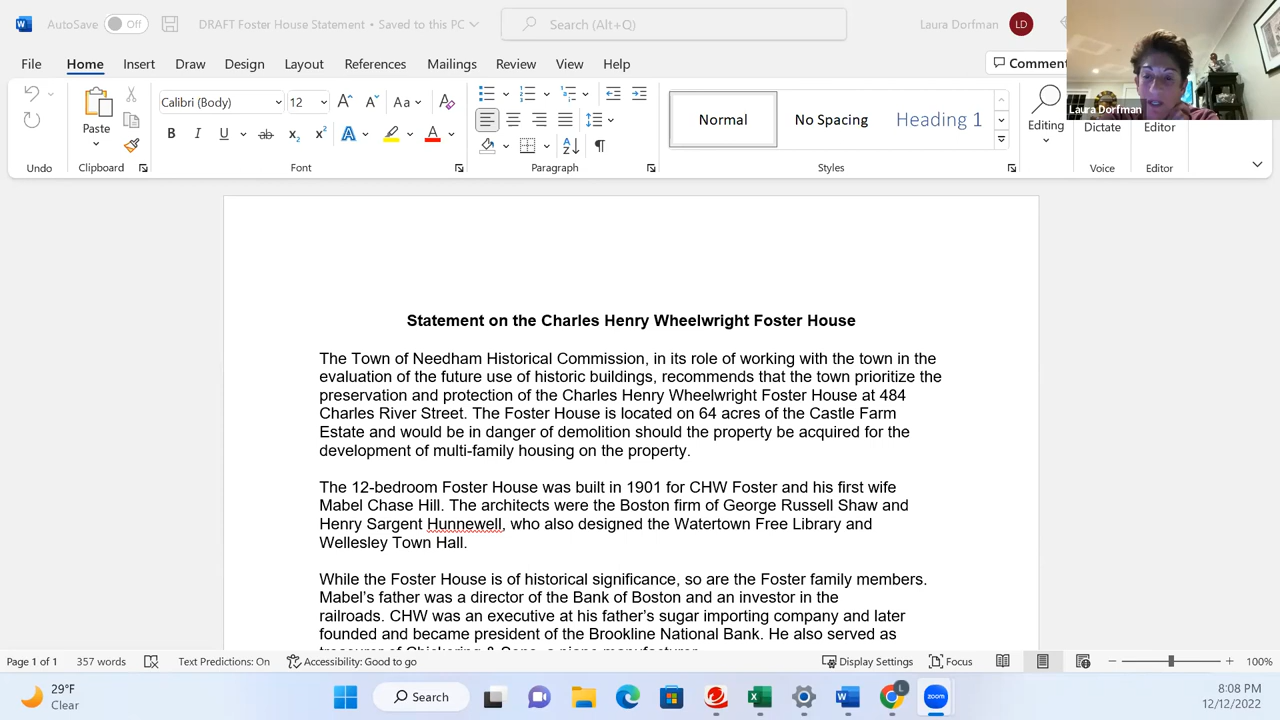 AutoSave Off DRAFT Foster House Statement • Saved to this PC Search (Alt+Q) Laura Dorfman LD
File Home Insert Draw Design Layout References Mailings Review View Help Comment
Laura Dorfman
Calibri (Body) 12 Aa
Paste Normal No Spacing Heading 1 Editing Dictate Editor
B I U ab x2 x2 A A
Undo Clipboard Font Paragraph Styles Voice Editor
Statement on the Charles Henry Wheelwright Foster House
The Town of Needham Historical Commission, in its role of working with the town in the
evaluation of the future use of historic buildings, recommends that the town prioritize the
preservation and protection of the Charles Henry Wheelwright Foster House at 484
Charles River Street. The Foster House is located on 64 acres of the Castle Farm
Estate and would be in danger of demolition should the property be acquired for the
development of multi-family housing on the property.
The 12-bedroom Foster House was built in 1901 for CHW Foster and his first wife
Mabel Chase Hill. The architects were the Boston firm of George Russell Shaw and
Henry Sargent Hunnewell, who also designed the Watertown Free Library and
Wellesley Town Hall.
While the Foster House is of historical significance, so are the Foster family members.
Mabel's father was a director of the Bank of Boston and an investor in the
railroads. CHW was an executive at his father's sugar importing company and later
founded and became president of the Brookline National Bank. He also served as
treasurer of Chickering & Sons, a piano manufacturer.
Page 1 of 1 357 words Text Predictions: On Accessibility: Good to go Display Settings Focus 100%
29°F
Clear
Search
L
zoom
8:08 PM
12/12/2022